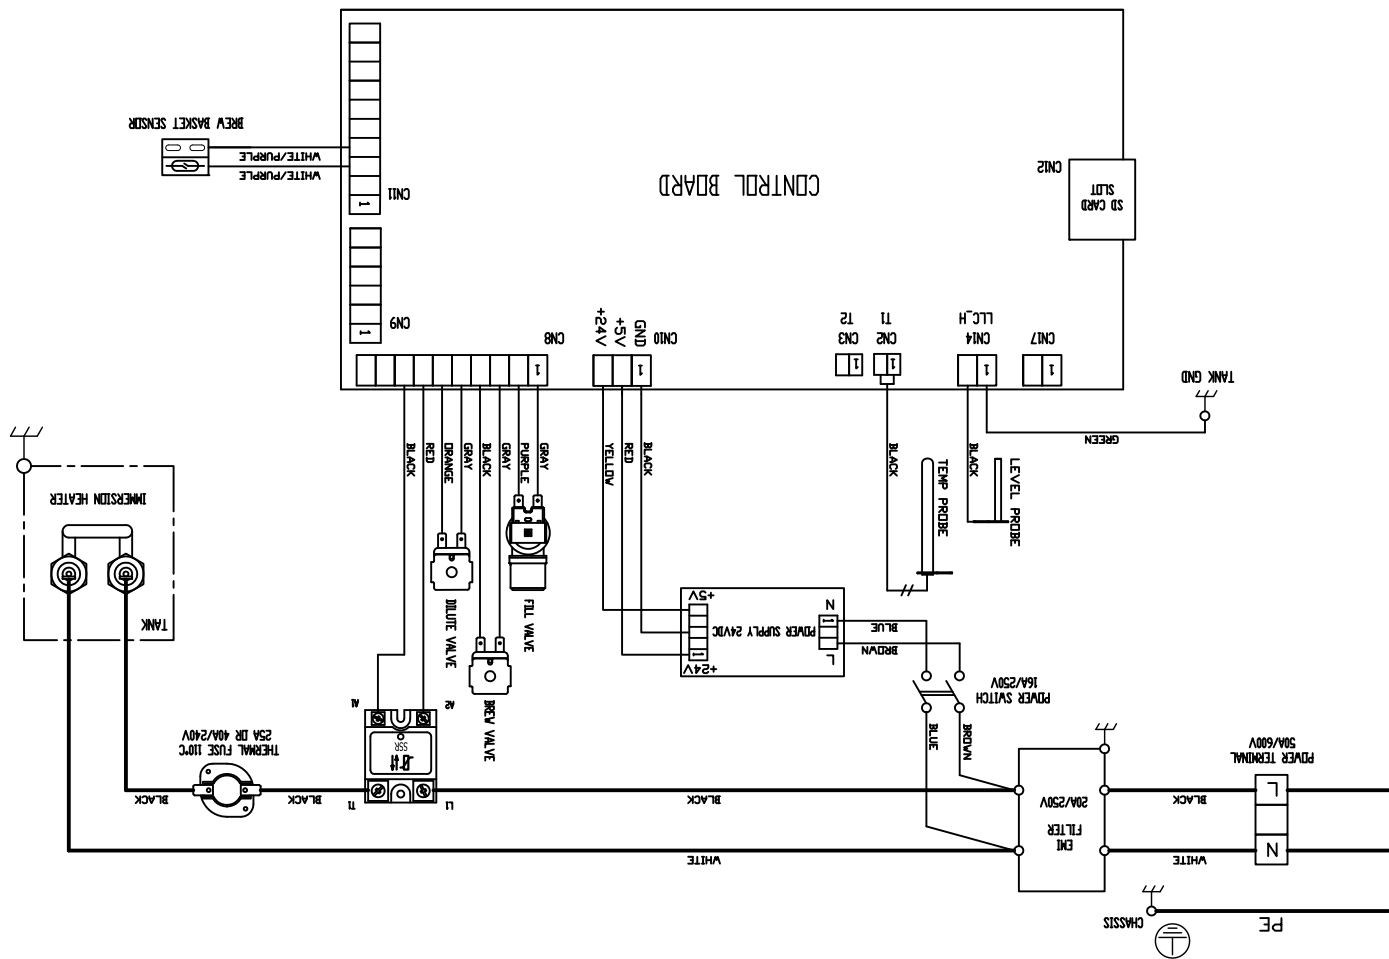 PE
CHASSIS
N
L
POWER TERMINAL
50A/600V
WHITE
BLACK
EMI
FILTER
20A/250V
WHITE
BLACK
BROWN
BLUE
POWER SWITCH
16A/250V
BROWN
BLUE
L
N
1
POWER SUPPLY 24VDC
+24V
+5V
1
L1
T1
A2
A1
SSR
BLACK
BLACK
THERMAL FUSE 110°C
25A OR 40A/240V
TANK
IMMERSION HEATER
BREW VALVE
DILUTE VALVE
FILL VALVE
TEMP PROBE
LEVEL PROBE
BLACK
BLACK
GREEN
TANK GND
BLACK
RED
YELLOW
GRAY
PURPLE
GRAY
BLACK
GRAY
ORANGE
RED
BLACK
CN17
1
CN14
LLC_H
1
CN2
T1
1
CN3
T2
1
CN10
GND
+5V
+24V
1
CN8
1
CN9
1
CN11
1
CN12
SD CARD
SLOT
CONTROL BOARD
WHITE/PURPLE
WHITE/PURPLE
BREW BASKET SENSOR